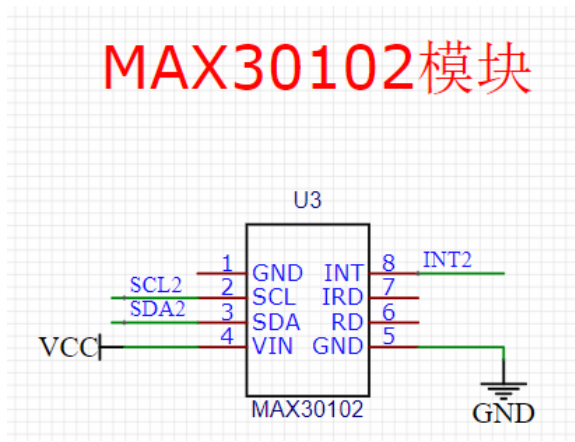 MAX30102模块
U3
1 GND INT 8 INT2
SCL2 2 SCL IRD 7
SDA2 3 SDA RD 6
VCC 4 VIN GND 5
MAX30102
GND